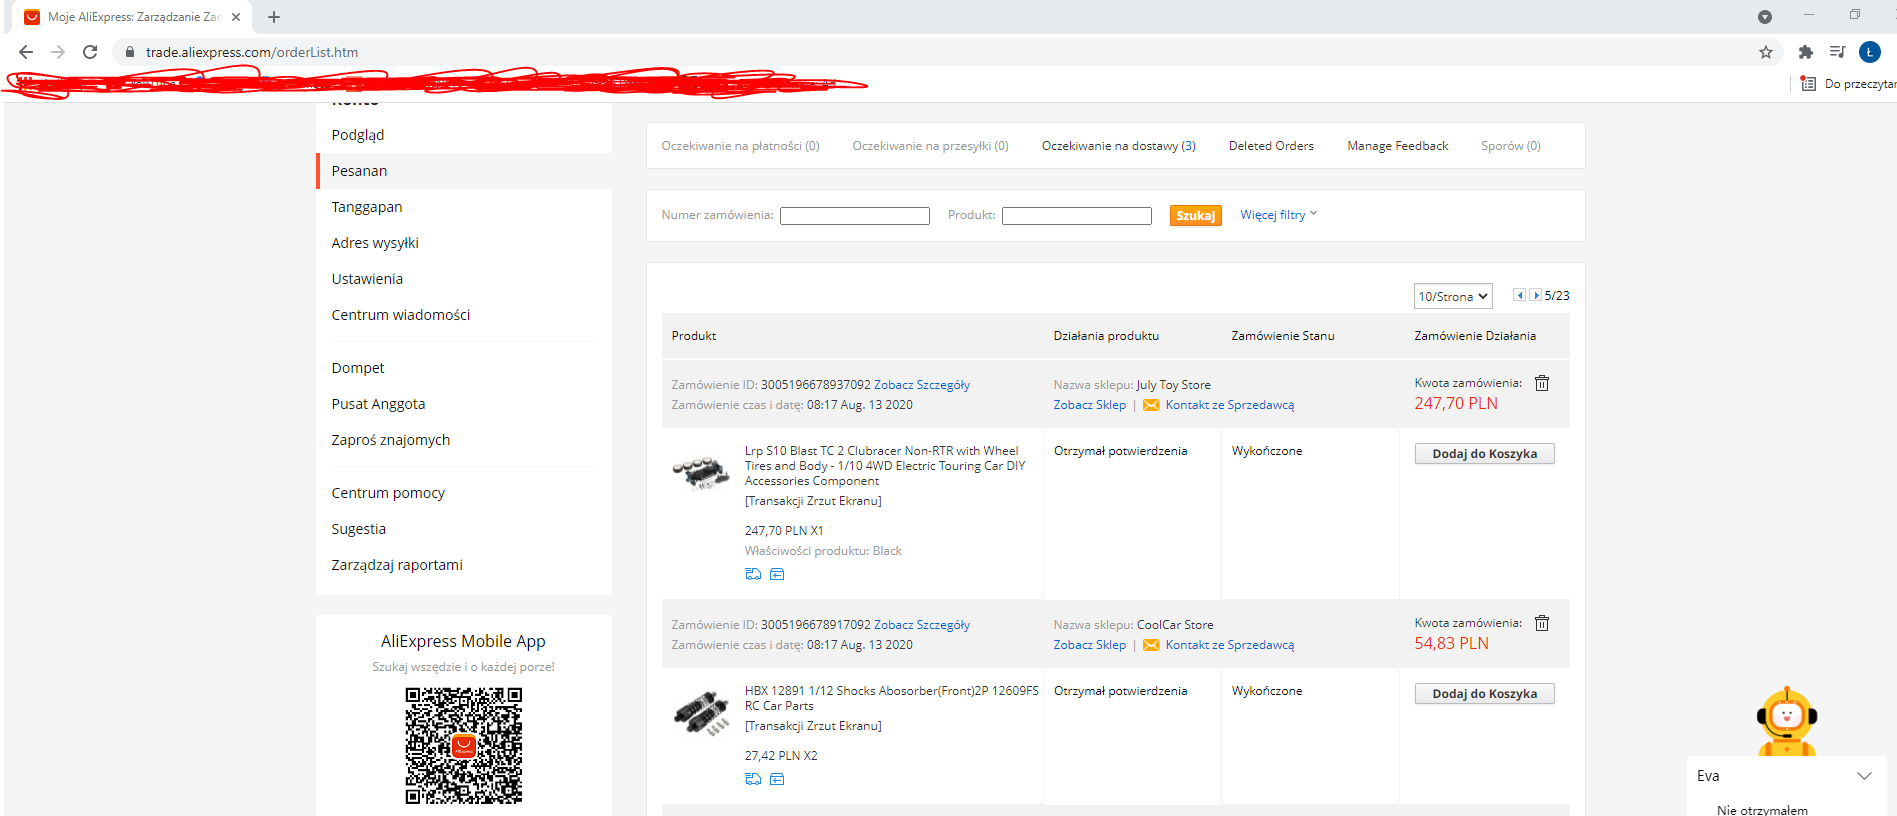 Moje AliExpress: Zarządzanie Zan
trade.aliexpress.com/orderList.htm
Ł
Do przeczytan
Konto
Podgląd
Pesanan
Tanggapan
Adres wysyłki
Ustawienia
Centrum wiadomości
Dompet
Pusat Anggota
Zaproś znajomych
Centrum pomocy
Sugestia
Zarządzaj raportami
AliExpress Mobile App
Szukaj wszędzie i o każdej porze!
AliExpress
Oczekiwanie na płatności (0) Oczekiwanie na przesyłki (0) Oczekiwanie na dostawy (3) Deleted Orders Manage Feedback Sporów (0)
Numer zamówienia: Produkt: Szukaj Więcej filtry
10/Strona 5/23
Produkt Działania produktu Zamówienie Stanu Zamówienie Działania
Zamówienie ID: 3005196678937092 Zobacz Szczegóły
Zamówienie czas i datę: 08:17 Aug. 13 2020
Nazwa sklepu: July Toy Store
Zobacz Sklep | Kontakt ze Sprzedawcą
Kwota zamówienia:
247,70 PLN
Lrp S10 Blast TC 2 Clubracer Non-RTR with Wheel
Tires and Body - 1/10 4WD Electric Touring Car DIY
Accessories Component
[Transakcji Zrzut Ekranu]
247,70 PLN X1
Właściwości produktu: Black
Otrzymał potwierdzenia
Wykończone
Dodaj do Koszyka
Zamówienie ID: 3005196678917092 Zobacz Szczegóły
Zamówienie czas i datę: 08:17 Aug. 13 2020
Nazwa sklepu: CoolCar Store
Zobacz Sklep | Kontakt ze Sprzedawcą
Kwota zamówienia:
54,83 PLN
HBX 12891 1/12 Shocks Abosorber(Front)2P 12609FS
RC Car Parts
[Transakcji Zrzut Ekranu]
27,42 PLN X2
Otrzymał potwierdzenia
Wykończone
Dodaj do Koszyka
Eva
Nie otrzymałem